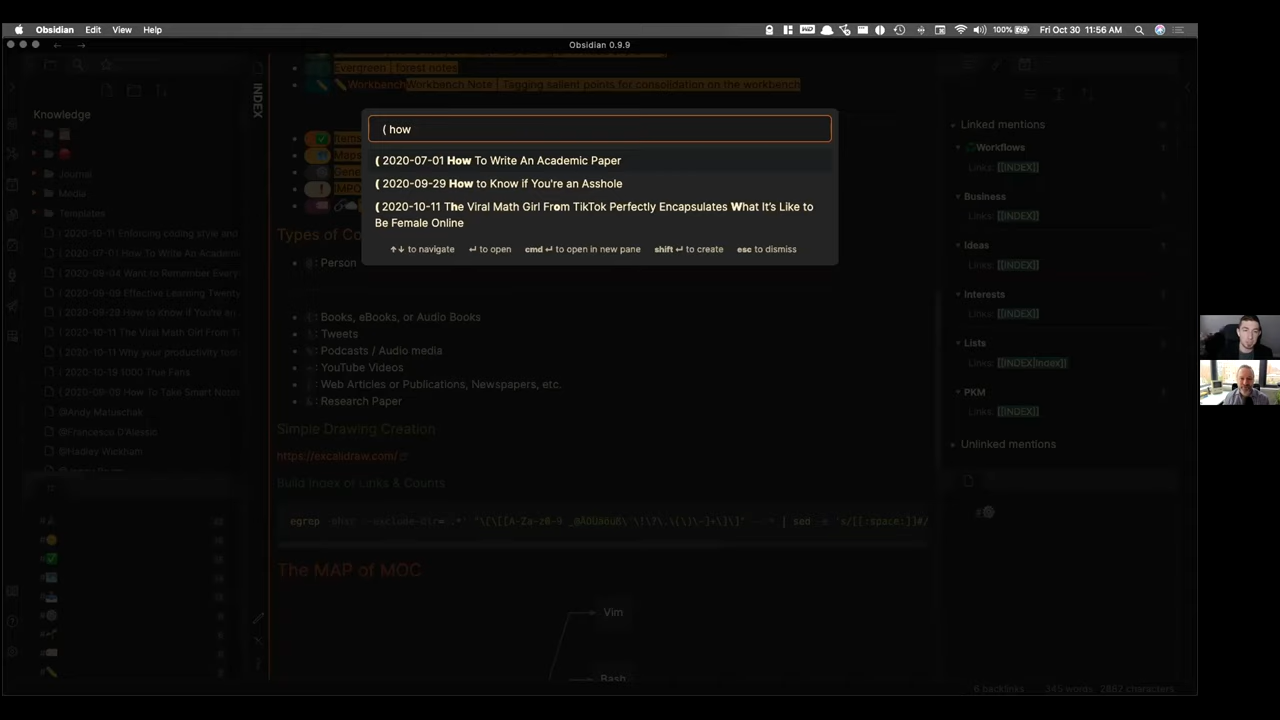 Obsidian Edit View Help 100% Fri Oct 30 11:56 AM
Obsidian 0.9.9
Evergreen | forest notes
Workbench Workbench Note | Tagging salient points for consolidation on the workbench
INDEX
Knowledge
Journal
Media
Templates
( 2020-10-11 Enforcing coding style and
( 2020-07-01 How To Write An Academic
( 2020-09-04 Want to Remember Every
( 2020-09-09 Effective Learning Twenty
( 2020-09-29 How to Know if You're an
( 2020-10-11 The Viral Math Girl From T
( 2020-10-11 Why your productivity too
( 2020-10-19 1000 True Fans
How To Take Smart Notes
@Andy Matuschak
@Francesco D'Alessio
@Hadley Wickham
( how
( 2020-07-01 How To Write An Academic Paper
( 2020-09-29 How to Know if You're an Asshole
( 2020-10-11 The Viral Math Girl From TikTok Perfectly Encapsulates What It's Like to
Be Female Online
↑↓ to navigate ↵ to open cmd ↵ to open in new pane shift ↵ to create esc to dismiss
Items
Maps
Types of Co
Person
Books, eBooks, or Audio Books
Tweets
Podcasts / Audio media
YouTube Videos
Web Articles or Publications, Newspapers, etc.
Research Paper
Simple Drawing Creation
https://excalidraw.com/
Build Index of Links & Counts
egrep
The MAP of MOC
Vim
Bash
Linked mentions
Workflows
Links: [[INDEX]]
Business
Links: [[INDEX]]
Ideas
Links: [[INDEX]]
Interests
Links: [[INDEX]]
Lists
Links: [[INDEX|Index]]
PKM
Links: [[INDEX]]
Unlinked mentions
6 backlinks 345 words 2882 characters